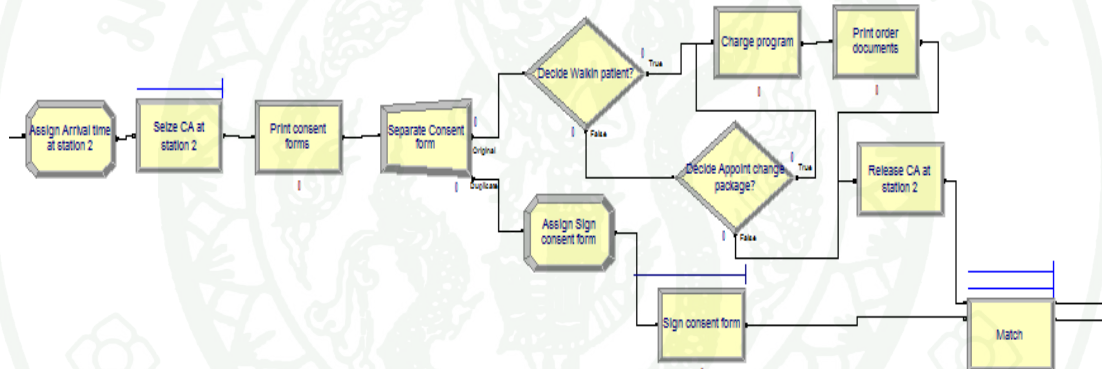 Assign Arrival time
at station 2
Seize CA at
station 2
Print consent
forms
Separate Consent
form
Original
Duplicate
Decide Walkin patient?
True
False
Charge program
Print order
documents
Decide Appoint change
package?
True
False
Release CA at
station 2
Assign Sign
consent form
Sign consent form
Match